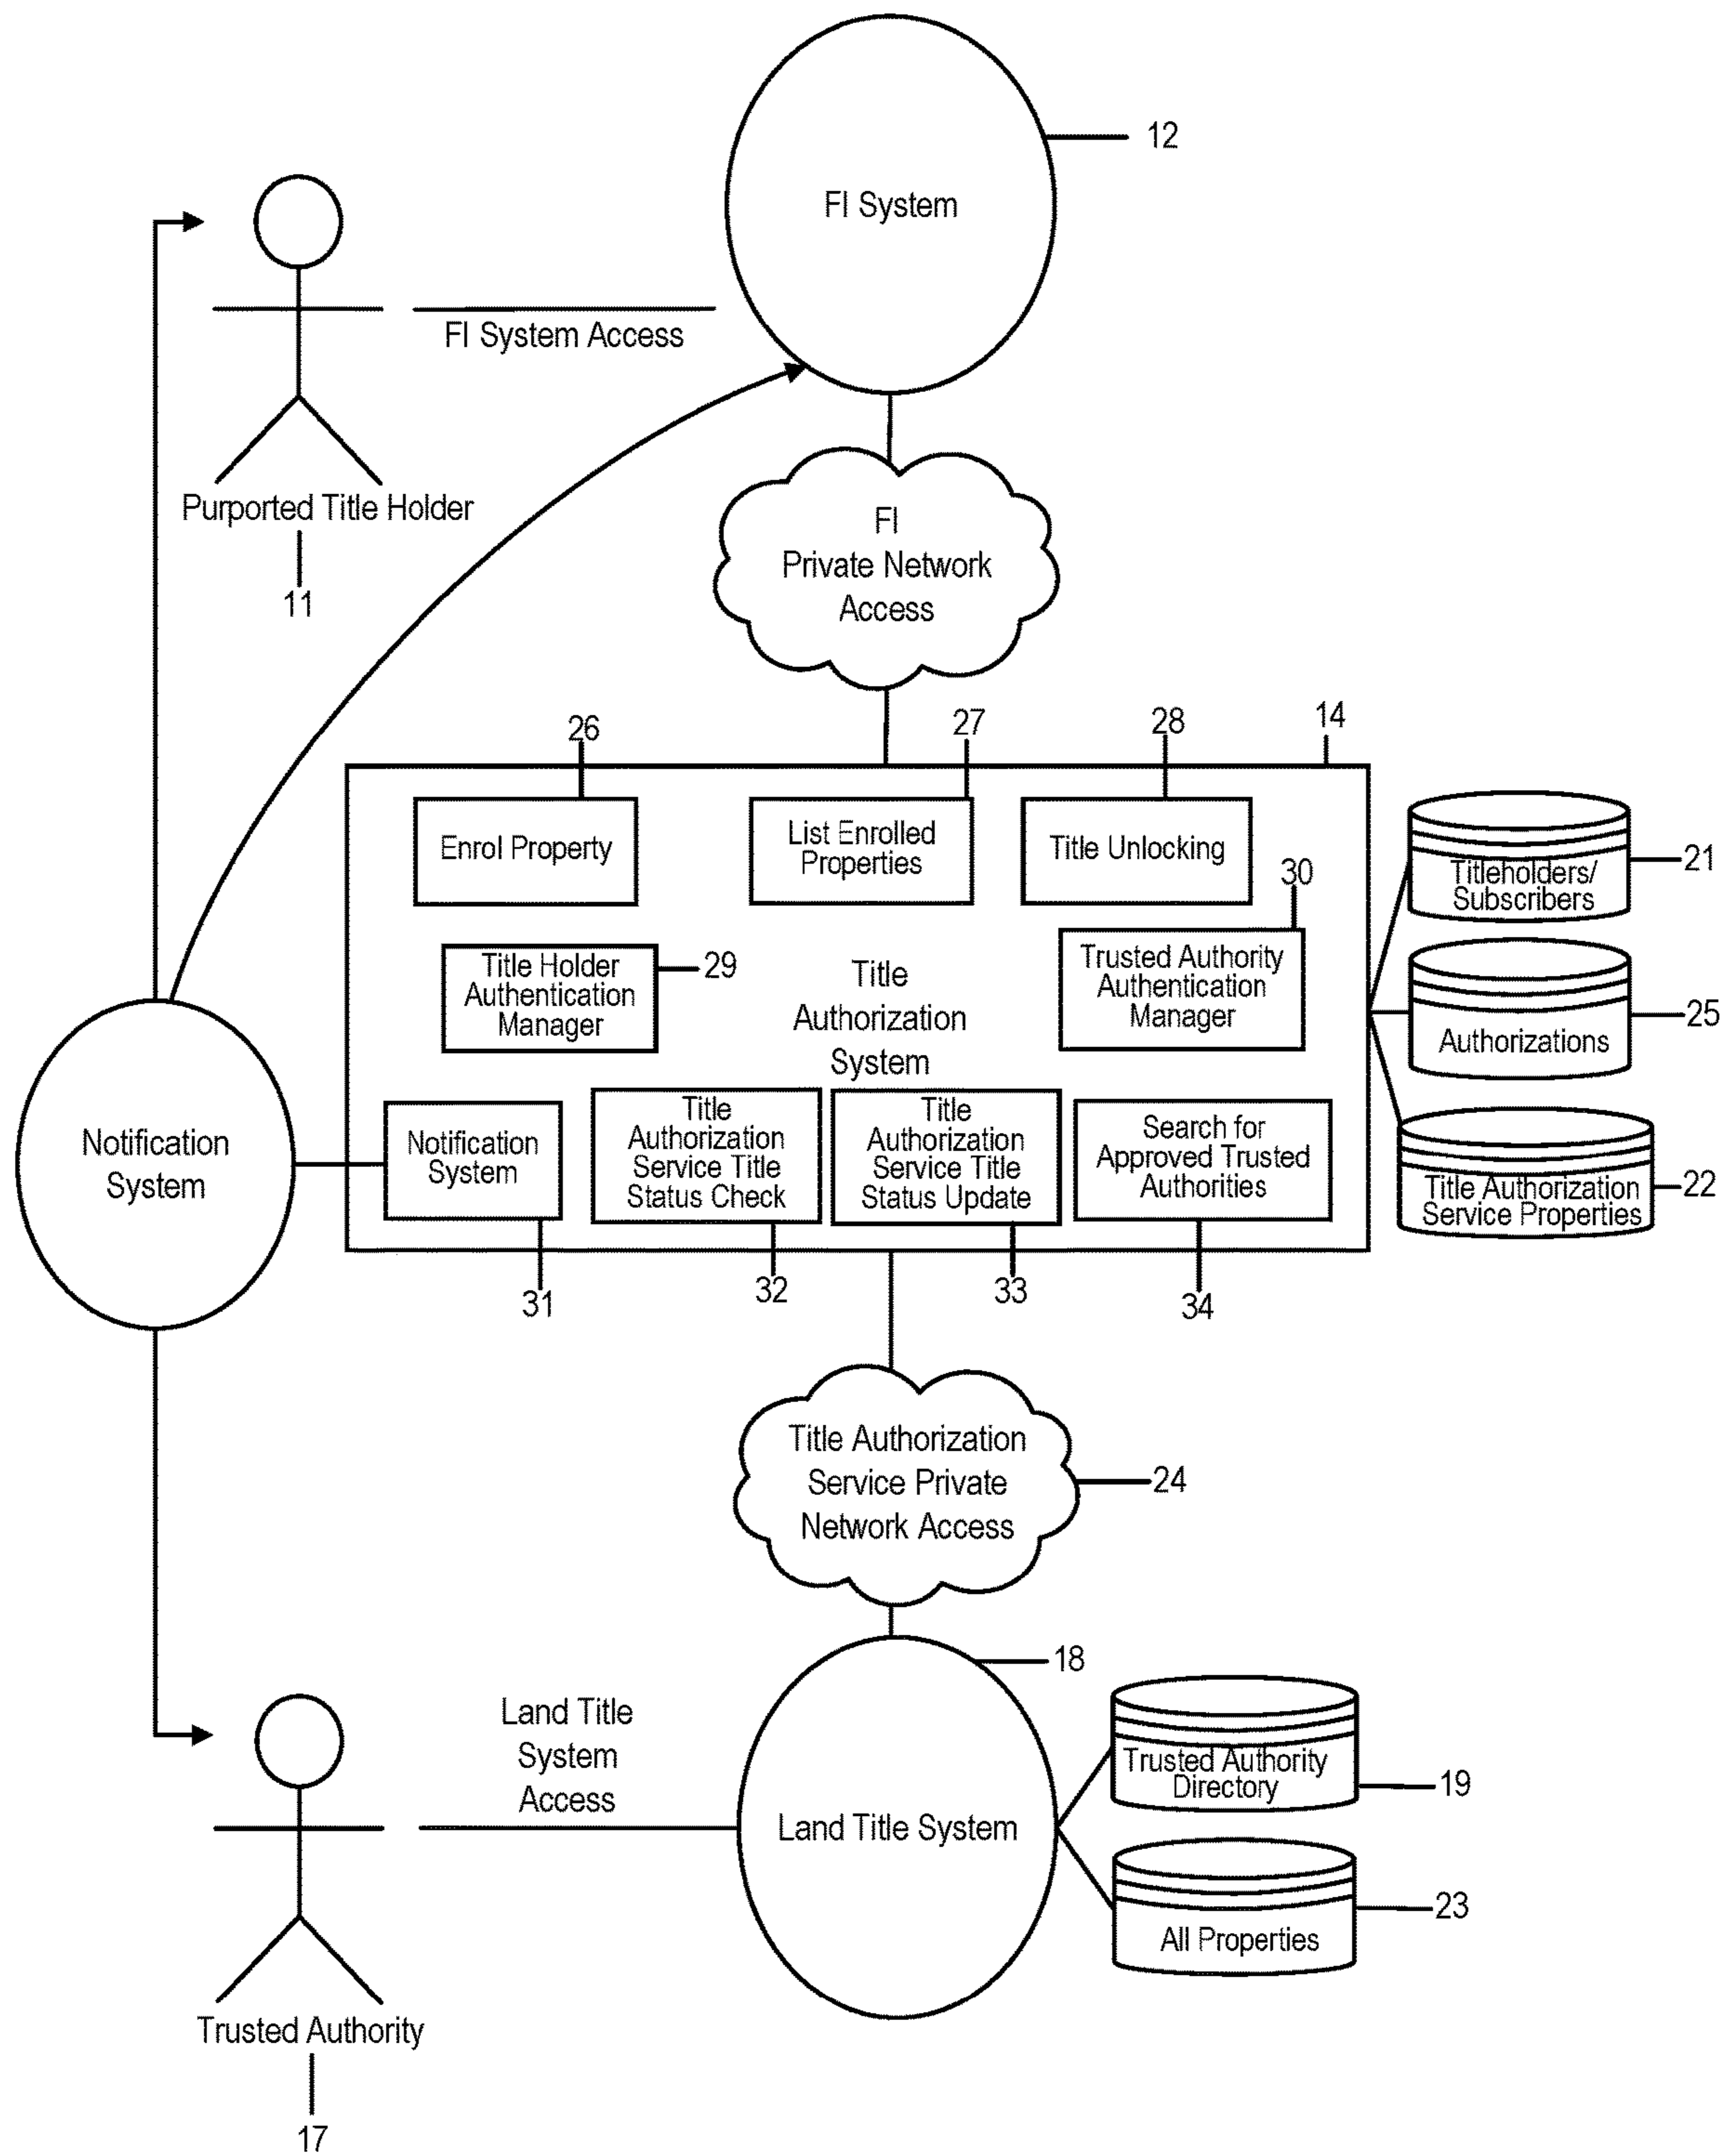 12
FI System
FI System Access
Purported Title Holder
11
FI
Private Network
Access
26
27
28
14
Enrol Property
List Enrolled
Properties
Title Unlocking
30
Titleholders/
Subscribers
21
Title Holder
Authentication
Manager
29
Title
Authorization
System
Trusted Authority
Authentication
Manager
Authorizations
25
Notification
System
Notification
System
Title
Authorization
Service Title
Status Check
Title
Authorization
Service Title
Status Update
Search for
Approved Trusted
Authorities
Title Authorization
Service Properties
22
31
32
33
34
Title Authorization
Service Private
Network Access
24
18
Land Title
System
Access
Land Title System
Trusted Authority
Directory
19
All Properties
23
Trusted Authority
17